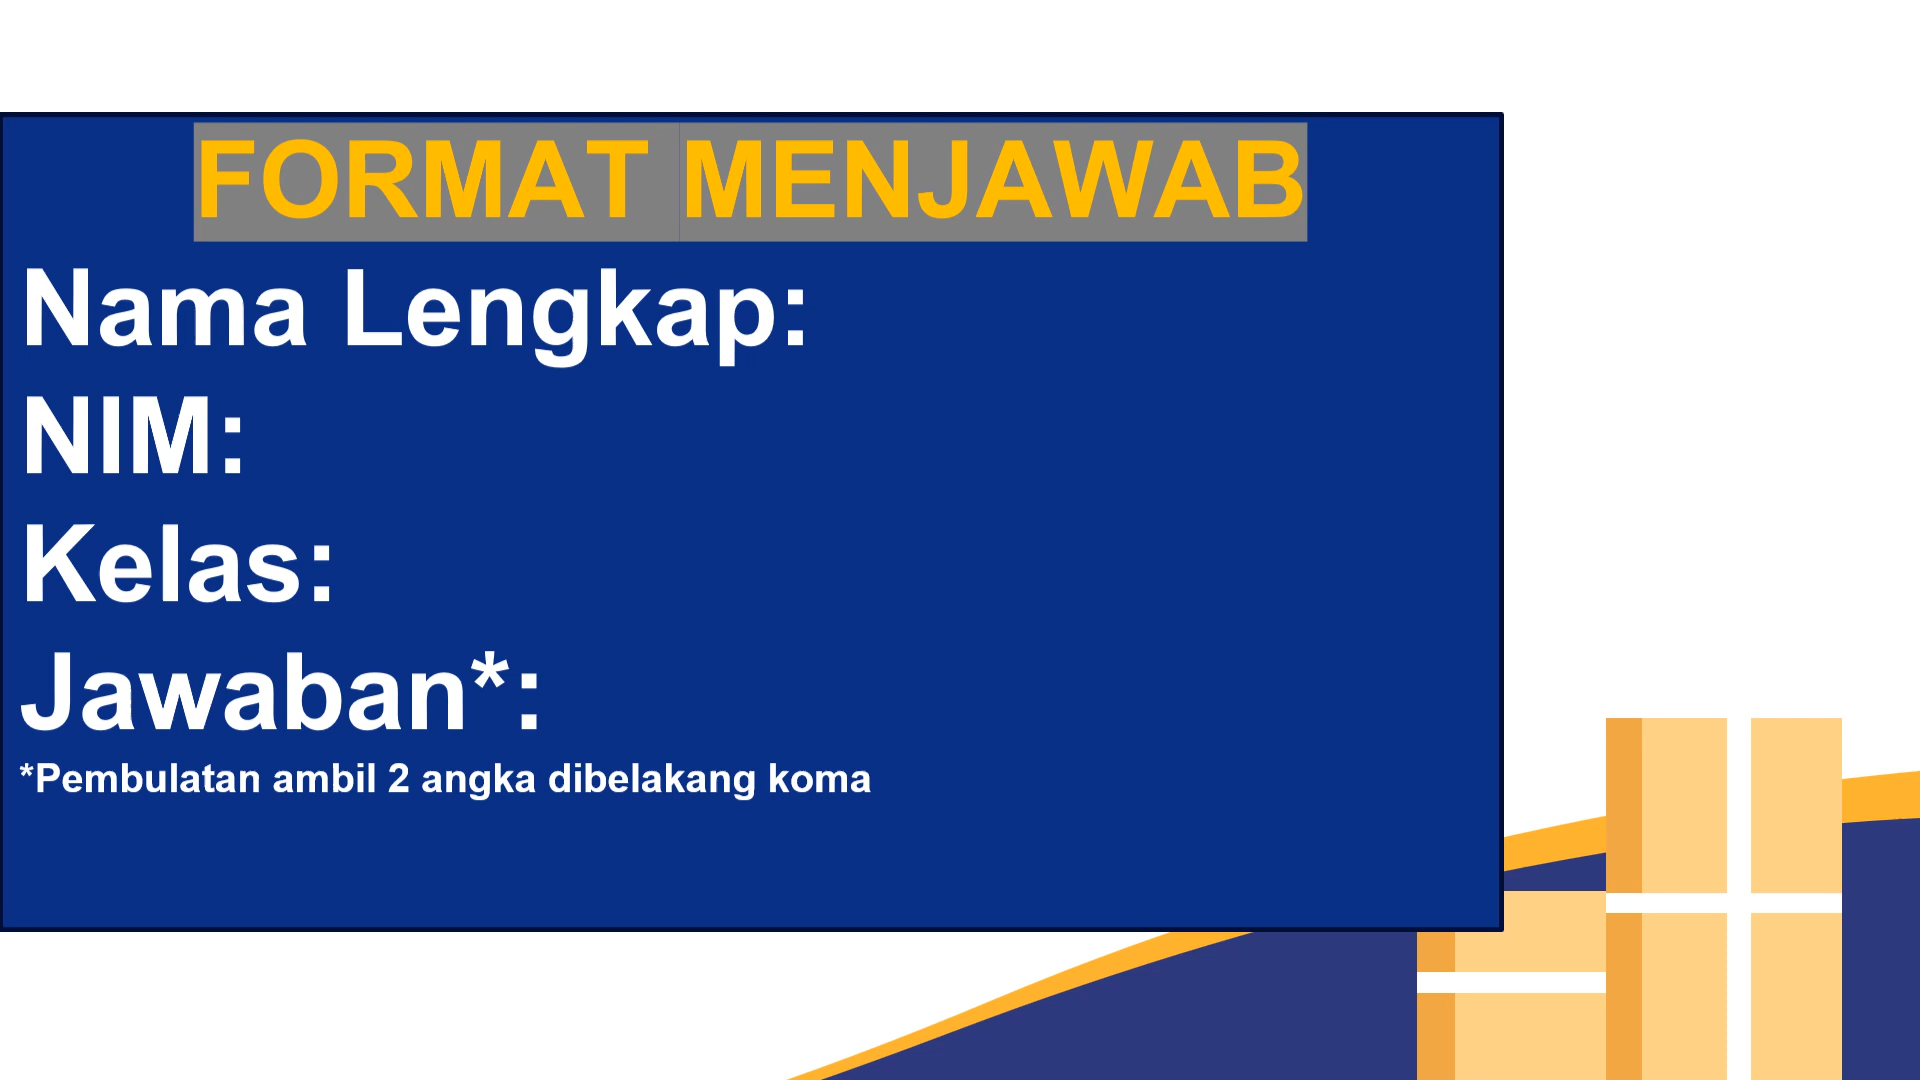 FORMAT MENJAWAB
Nama Lengkap:
NIM:
Kelas:
Jawaban*:
*Pembulatan ambil 2 angka dibelakang koma